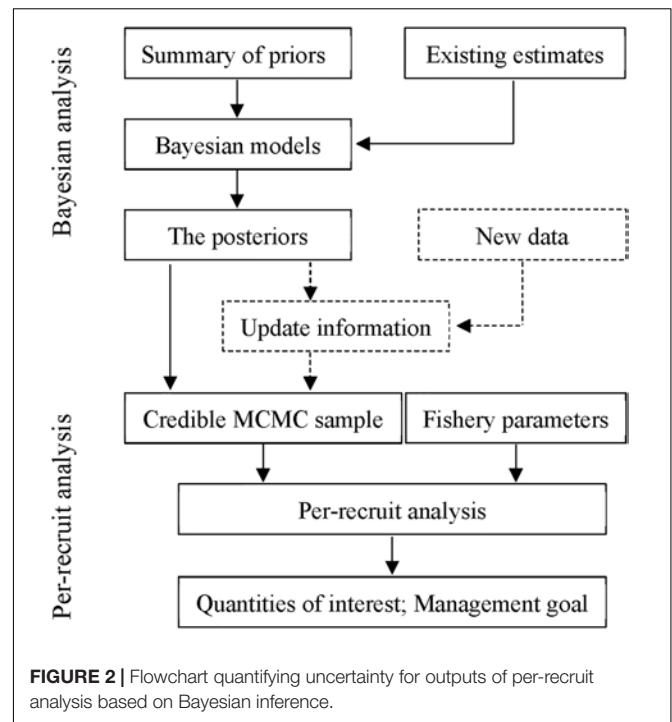 Bayesian analysis
Summary of priors
Existing estimates
Bayesian models
The posteriors
New data
Update information
Per-recruit analysis
Credible MCMC sample
Fishery parameters
Per-recruit analysis
Quantities of interest; Management goal
FIGURE 2 | Flowchart quantifying uncertainty for outputs of per-recruit
analysis based on Bayesian inference.